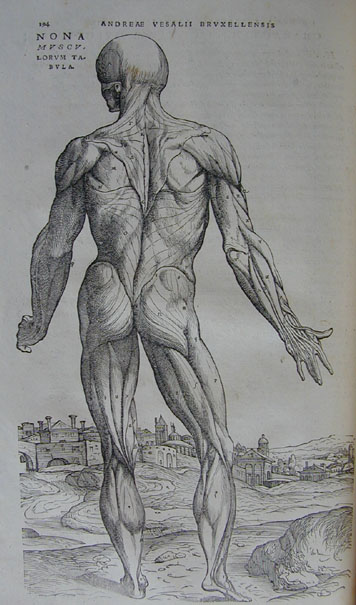 194 ANDREAE VESALII BRVXELLENSIS
NONA
MVSCV-
LORVM TA-
BVLA.